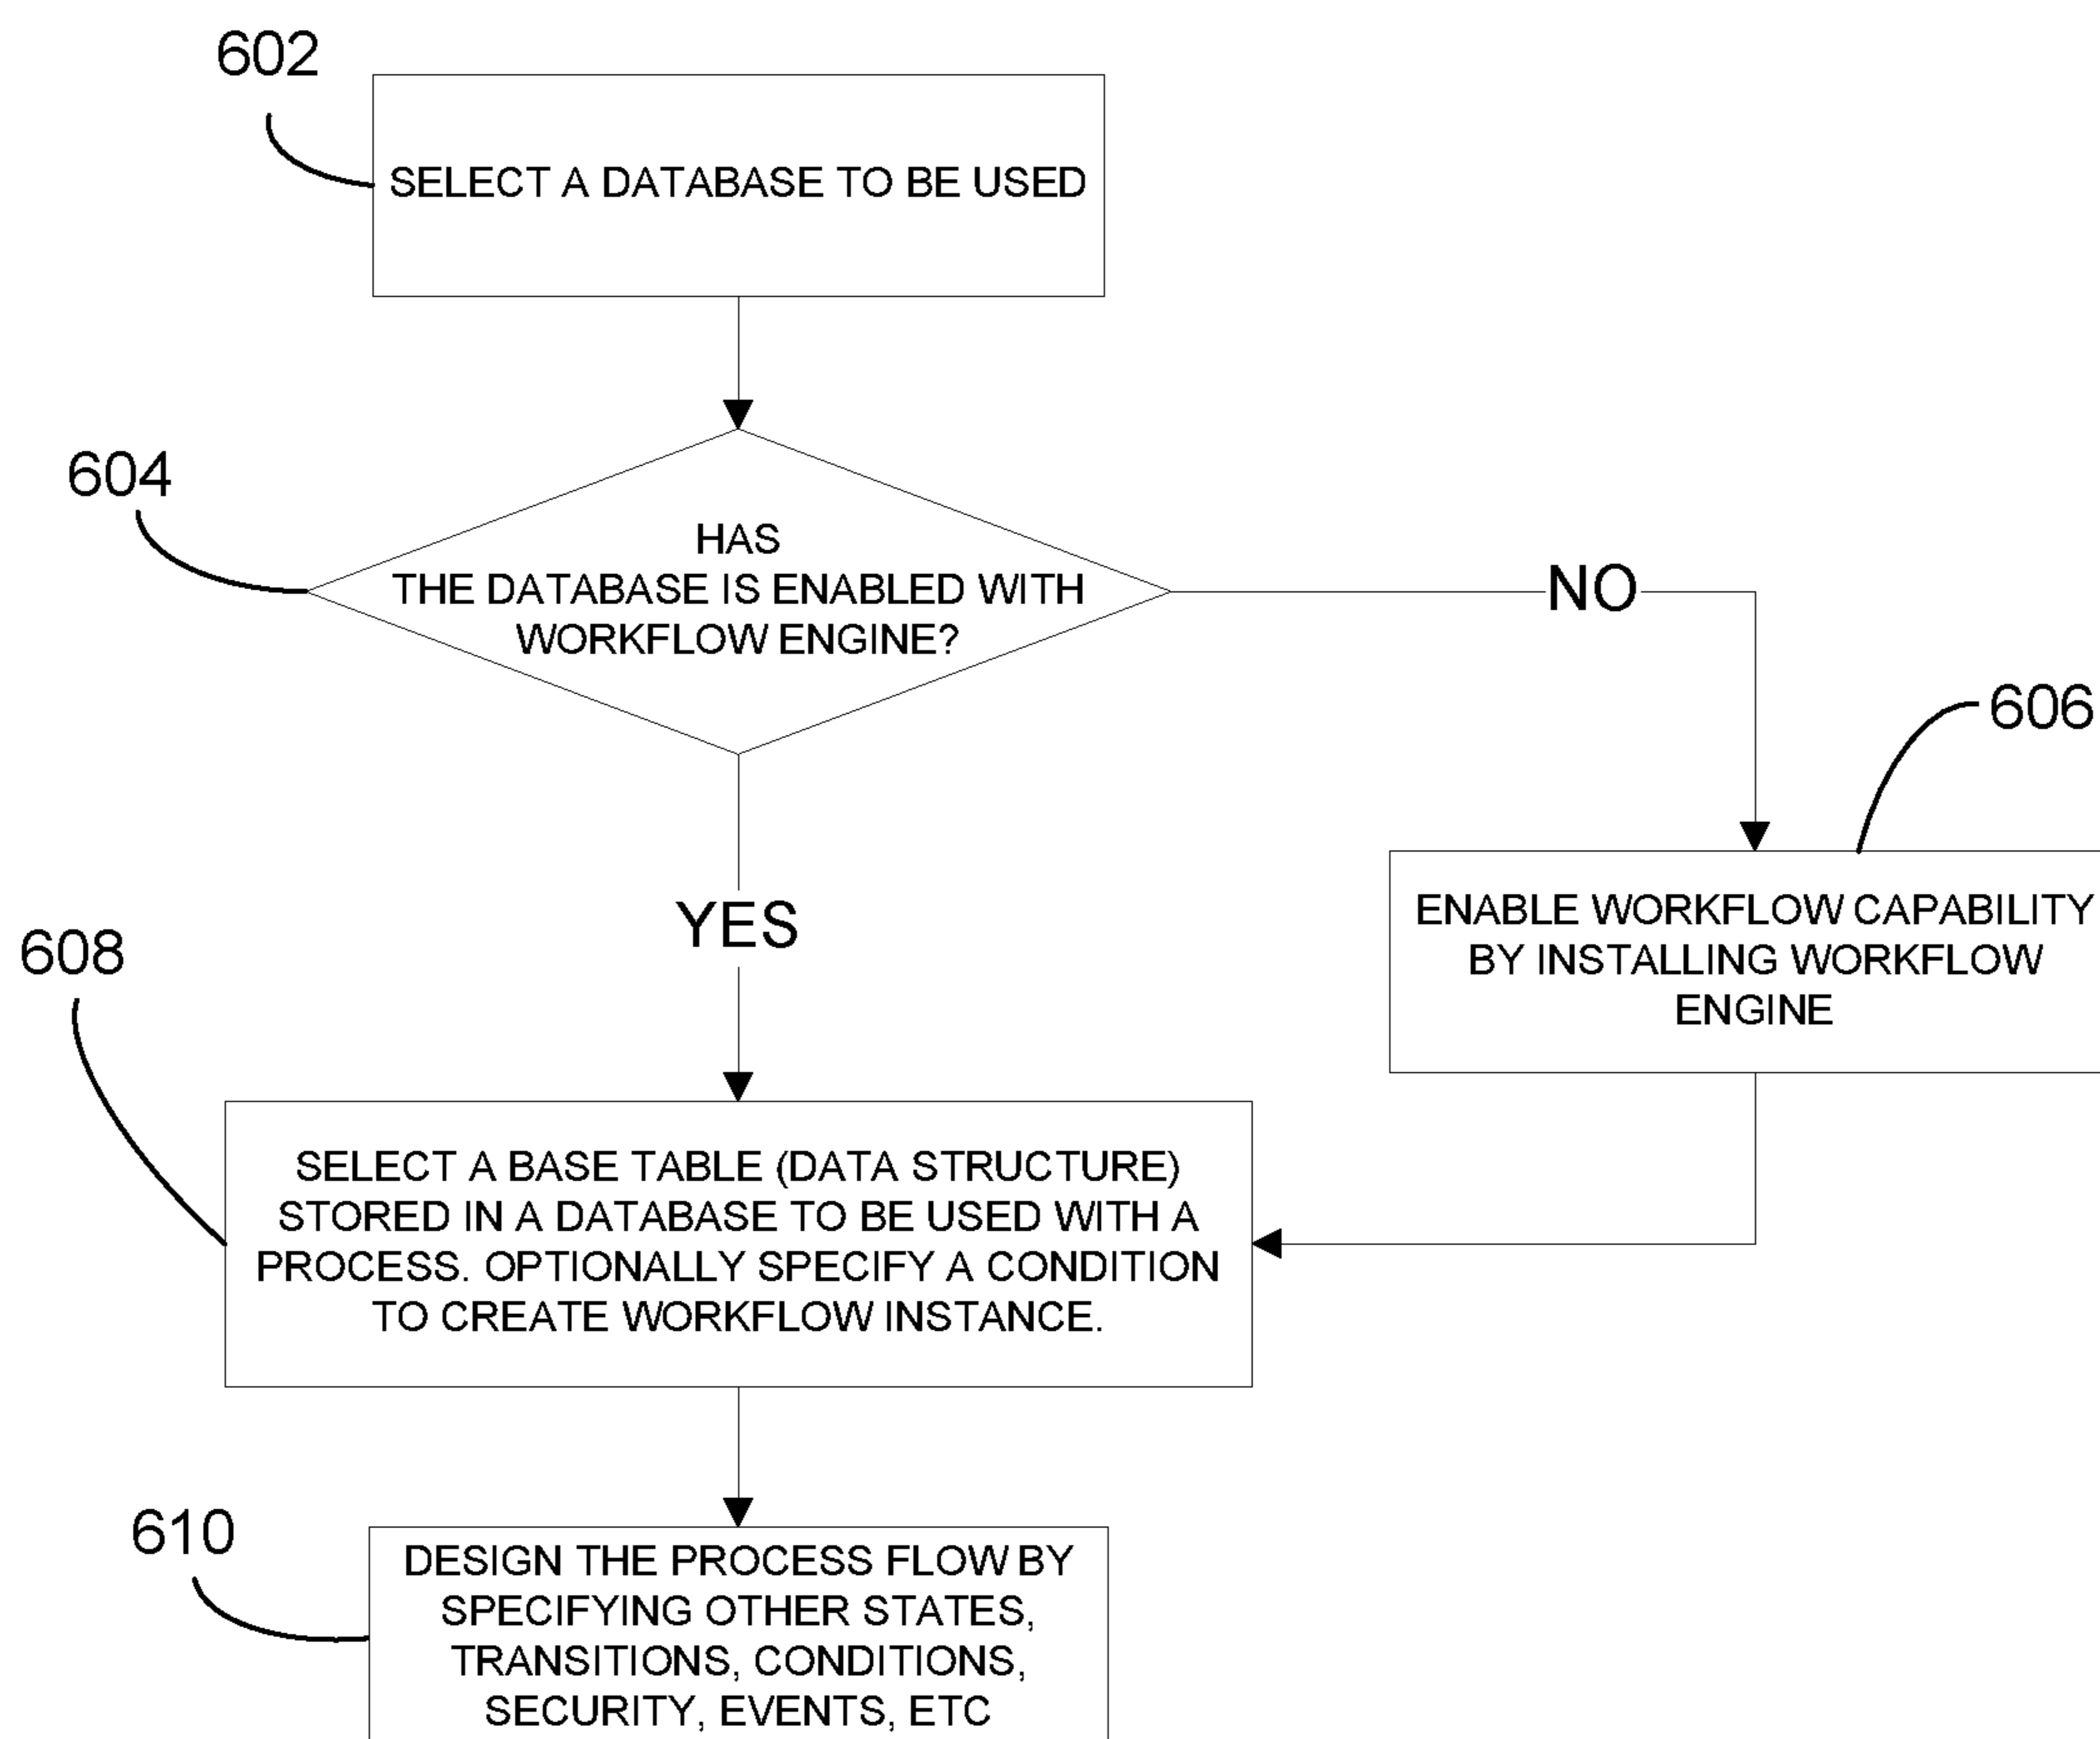 602
SELECT A DATABASE TO BE USED
604
HAS
THE DATABASE IS ENABLED WITH
WORKFLOW ENGINE?
NO
606
YES
ENABLE WORKFLOW CAPABILITY
BY INSTALLING WORKFLOW
ENGINE
608
SELECT A BASE TABLE (DATA STRUCTURE)
STORED IN A DATABASE TO BE USED WITH A
PROCESS. OPTIONALLY SPECIFY A CONDITION
TO CREATE WORKFLOW INSTANCE.
610
DESIGN THE PROCESS FLOW BY
SPECIFYING OTHER STATES,
TRANSITIONS, CONDITIONS,
SECURITY, EVENTS, ETC